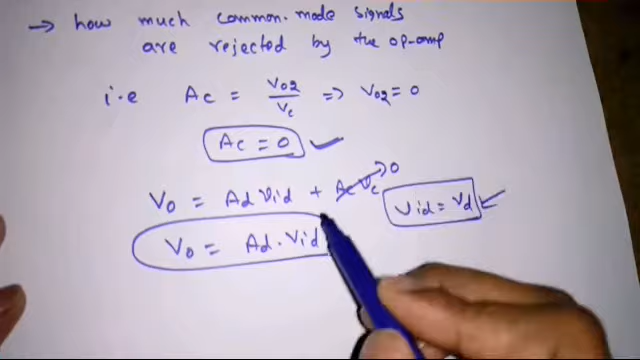 → how much common-mode signals
are rejected by the op-amp
i.e Ac = Vo2/Vc => Vo2 = 0
Ac = 0 ✓
Vo = Ad Vid + Ac Vc → 0
Vid = Vd ✓
Vo = Ad . Vid